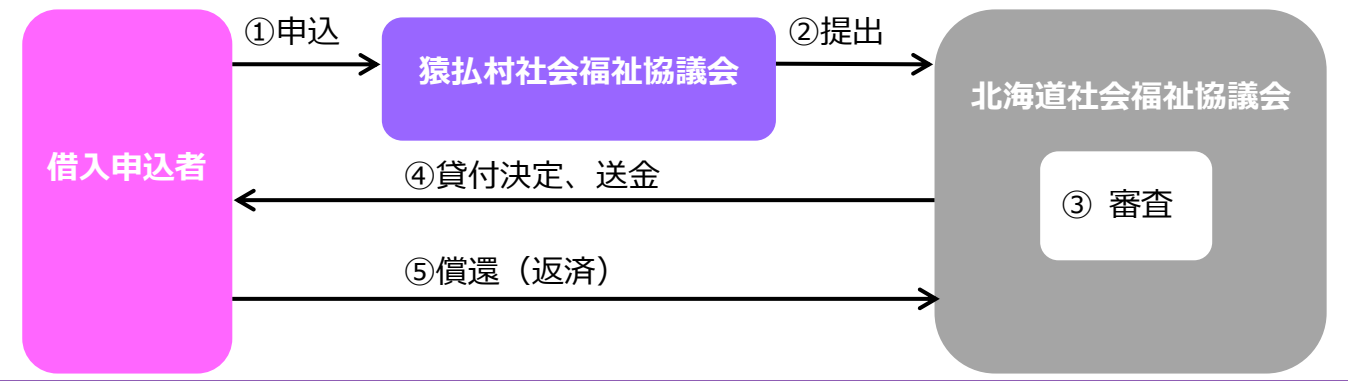 ①申込
②提出
猿払村社会福祉協議会
北海道社会福祉協議会
借入申込者
④貸付決定、送金
③ 審査
⑤償還（返済）